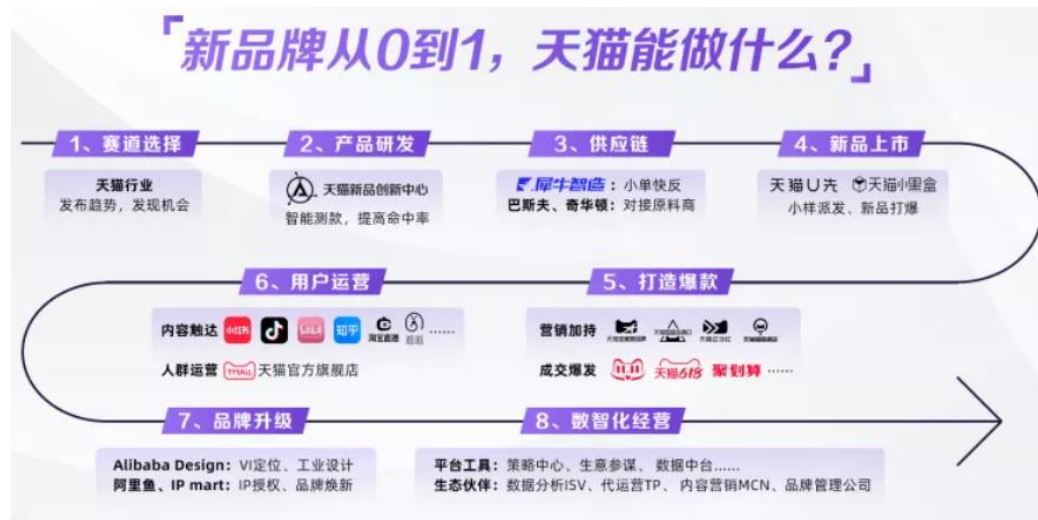 「新品牌从0到1，天猫能做什么？」
1、赛道选择
天猫行业
发布趋势，发现机会
2、产品研发
天猫新品创新中心
智能测款，提高命中率
3、供应链
犀牛智造：小单快反
巴斯夫、奇华顿：对接原料商
4、新品上市
天猫U先 天猫小黑盒
小样派发、新品打爆
6、用户运营
内容触达 小红书 知乎 淘宝直播 逛逛 ……
人群运营 TMALL 天猫官方旗舰店
5、打造爆款
营销加持
成交爆发 11.11 天猫618 聚划算 ……
7、品牌升级
Alibaba Design：VI定位、工业设计
阿里鱼、IP mart：IP授权、品牌焕新
8、数智化经营
平台工具：策略中心、生意参谋、 数据中台……
生态伙伴：数据分析ISV、代运营TP、 内容营销MCN、品牌管理公司